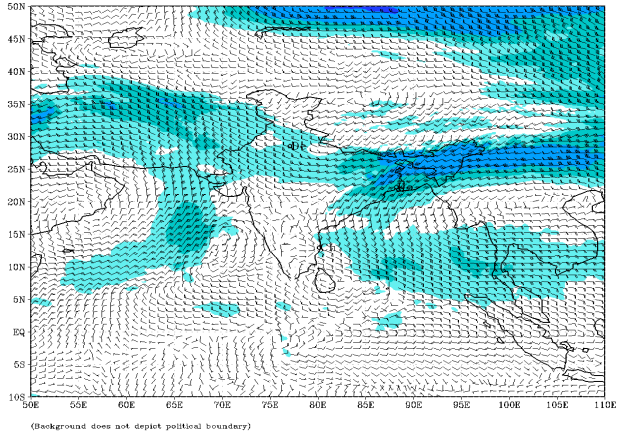 50N
45N
40N
35N
30N
25N
20N
15N
10N
5N
EQ
5S
10S
50E 55E 60E 65E 70E 75E 80E 85E 90E 95E 100E 105E 110E
(Background does not depict political boundary)